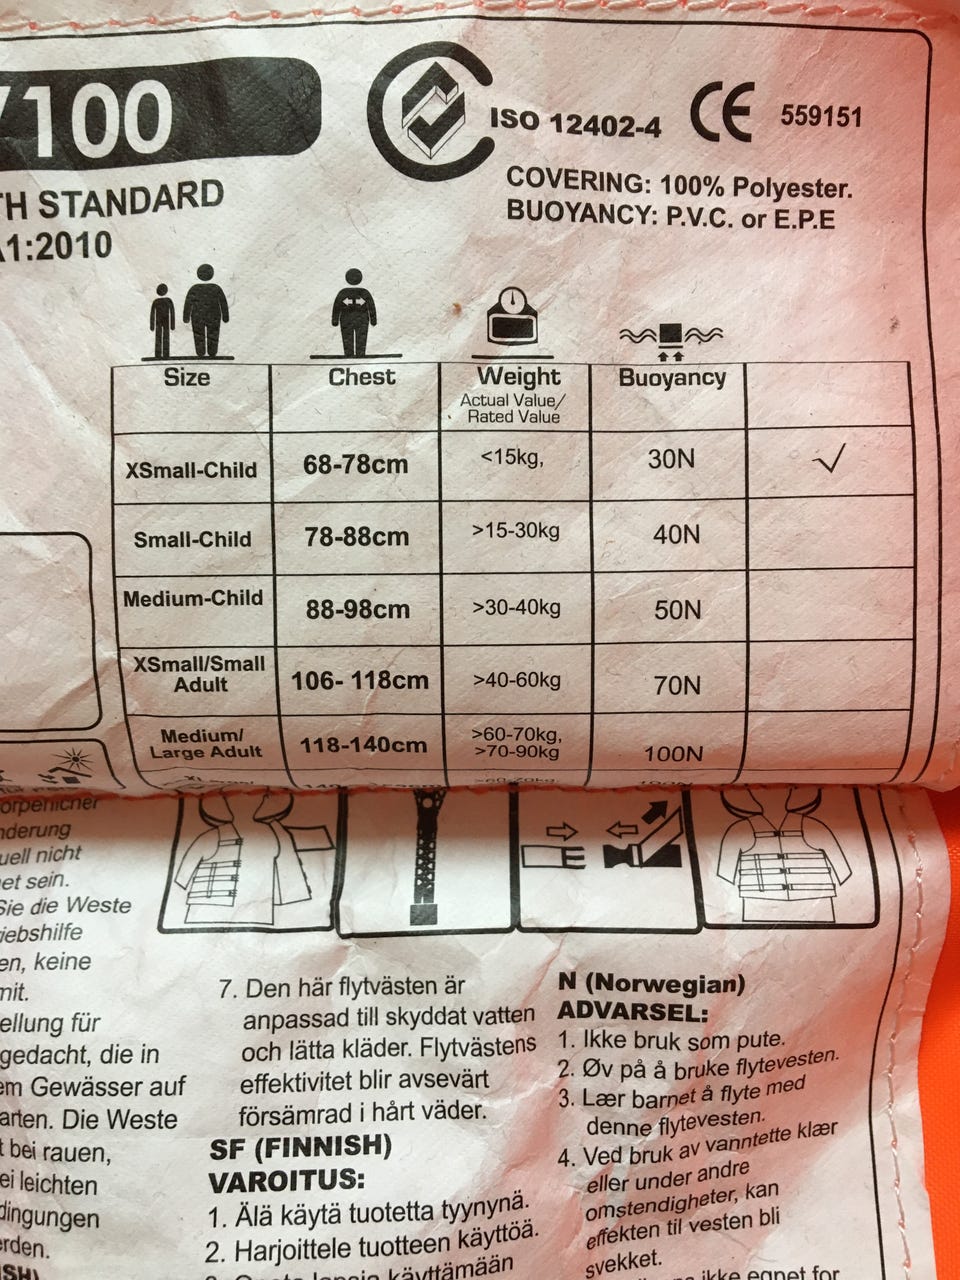 100
ISO 12402-4
CE 559151
COVERING: 100% Polyester.
BUOYANCY: P.V.C. or E.P.E
STANDARD
1:2010
Size Chest Weight Actual Value/ Rated Value Buoyancy
XSmall-Child 68-78cm <15kg, 30N ✓
Small-Child 78-88cm >15-30kg 40N
Medium-Child 88-98cm >30-40kg 50N
XSmall/Small Adult 106- 118cm >40-60kg 70N
Medium/ Large Adult 118-140cm >60-70kg, >70-90kg 100N
orperlicher
nderung
uell nicht
et sein.
Sie die Weste
iebshilfe
en, keine
mit.
ellung für
gedacht, die in
em Gewässer auf
arten. Die Weste
t bei rauen,
ei leichten
dingungen
rden.
7. Den här flytvästen är
anpassad till skyddat vatten
och lätta kläder. Flytvästens
effektivitet blir avsevärt
försämrad i hårt väder.
SF (FINNISH)
VAROITUS:
1. Älä käytä tuotetta tyynynä.
2. Harjoittele tuotteen käyttöä.
käyttämään
N (Norwegian)
ADVARSEL:
1. Ikke bruk som pute.
2. Øv på å bruke flytevesten.
3. Lær barnet å flyte med
denne flytevesten.
4. Ved bruk av vanntette klær
eller under andre
omstendigheter, kan
effekten til vesten bli
svekket.
ikke egnet for